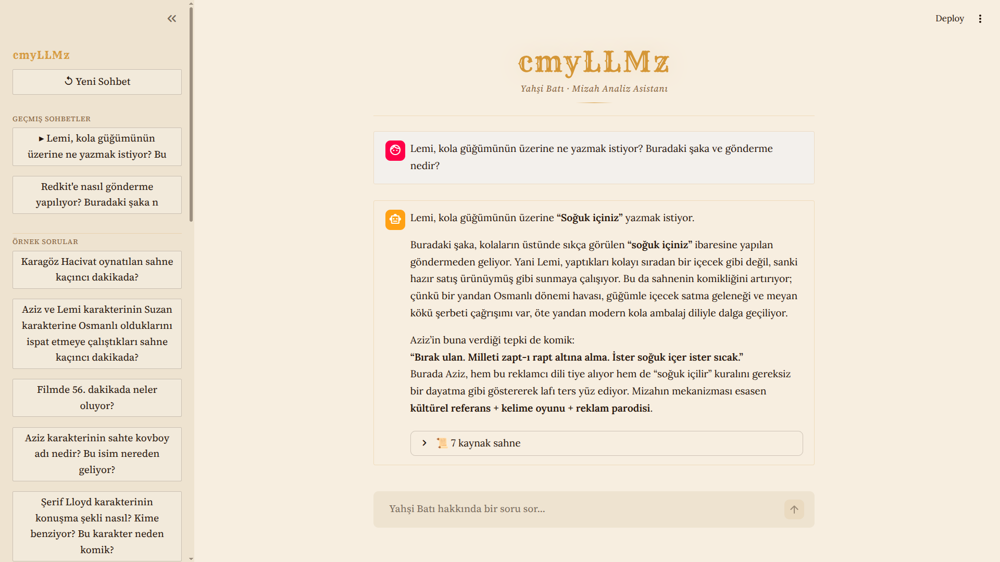 cmyLLMz
Yeni Sohbet
GEÇMIŞ SOHBETLER
▸ Lemi, kola güğümünün
üzerine ne yazmak istiyor? Bu
Redkit'e nasıl gönderme
yapılıyor? Buradaki şaka n
ÖRNEK SORULAR
Karagöz Hacivat oynatılan sahne
kaçıncı dakikada?
Aziz ve Lemi karakterinin Suzan
karakterine Osmanlı olduklarını
ispat etmeye çalıştıkları sahne
kaçıncı dakikada?
Filmde 56. dakikada neler
oluyor?
Aziz karakterinin sahte kovboy
adı nedir? Bu isim nereden
geliyor?
Şerif Lloyd karakterinin
konuşma şekli nasıl? Kime
benziyor? Bu karakter neden
komik?
Deploy
cmyLLMz
Yahşi Batı · Mizah Analiz Asistanı
Lemi, kola güğümünün üzerine ne yazmak istiyor? Buradaki şaka ve gönderme
nedir?
Lemi, kola güğümünün üzerine “Soğuk içiniz” yazmak istiyor.
Buradaki şaka, kolaların üstünde sıkça görülen “soğuk içiniz” ibaresine yapılan
göndermeden geliyor. Yani Lemi, yaptıkları kolayı sıradan bir içecek gibi değil, sanki
hazır satış ürünüymüş gibi sunmaya çalışıyor. Bu da sahnenin komikliğini artırıyor;
çünkü bir yandan Osmanlı dönemi havası, güğümle içecek satma geleneği ve meyan
kökü şerbeti çağrışımı var, öte yandan modern kola ambalaj diliyle dalga geçiliyor.
Aziz’in buna verdiği tepki de komik:
“Bırak ulan. Milleti zapt-ı rapt altına alma. İster soğuk içer ister sıcak.”
Burada Aziz, hem bu reklamcı dili tiye alıyor hem de “soğuk içilir” kuralını gereksiz
bir dayatma gibi göstererek lafı ters yüz ediyor. Mizahın mekanizması esasen
kültürel referans + kelime oyunu + reklam parodisi.
📜 7 kaynak sahne
Yahşi Batı hakkında bir soru sor...